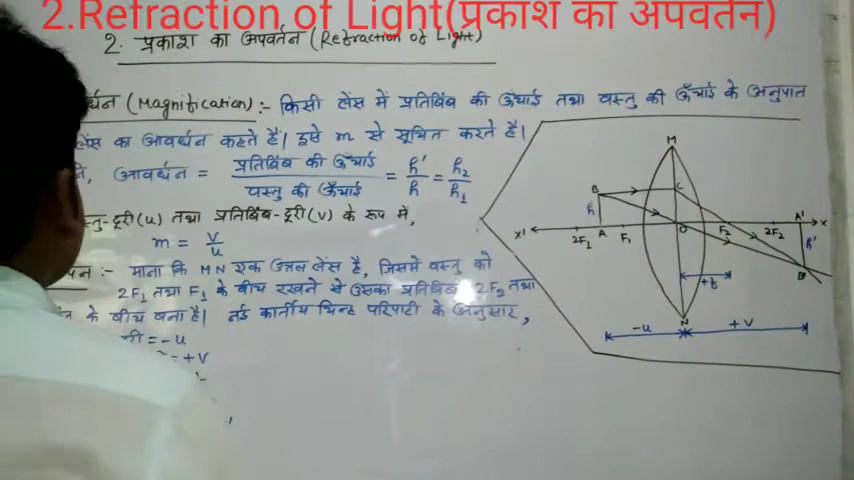 2.Refraction of Light(प्रकाश का अपवर्तन)
2. प्रकाश का अपवर्तन (Refraction of Light)
र्धन (Magnification) :- किसी लेंस में प्रतिबिंब की ऊंचाई तथा वस्तु की ऊँचाई के अनुपात
लेंस का आवर्धन कहते हैं। इसे m से सूचित करते हैं।
आवर्धन = प्रतिबिंब की ऊँचाई / वस्तु की ऊँचाई = h'/h = h₂/h₁
स्तु-दूरी (u) तथा प्रतिबिंब-दूरी (v) के रूप में,
m = v/u
:- माना कि MN एक उत्तल लेंस है, जिसमें वस्तु को
2F₁ तथा F₁ के बीच रखने से उसका प्रतिबिंब 2F₂ तथा
के बीच बना है। नई कार्तीय चिन्ह परिपाटी के अनुसार,
= -u
= +v
M
B C
h
X' 2F₁ A F₁ O F₂ 2F₂ A' X
h'
B'
+f
N
-u +v